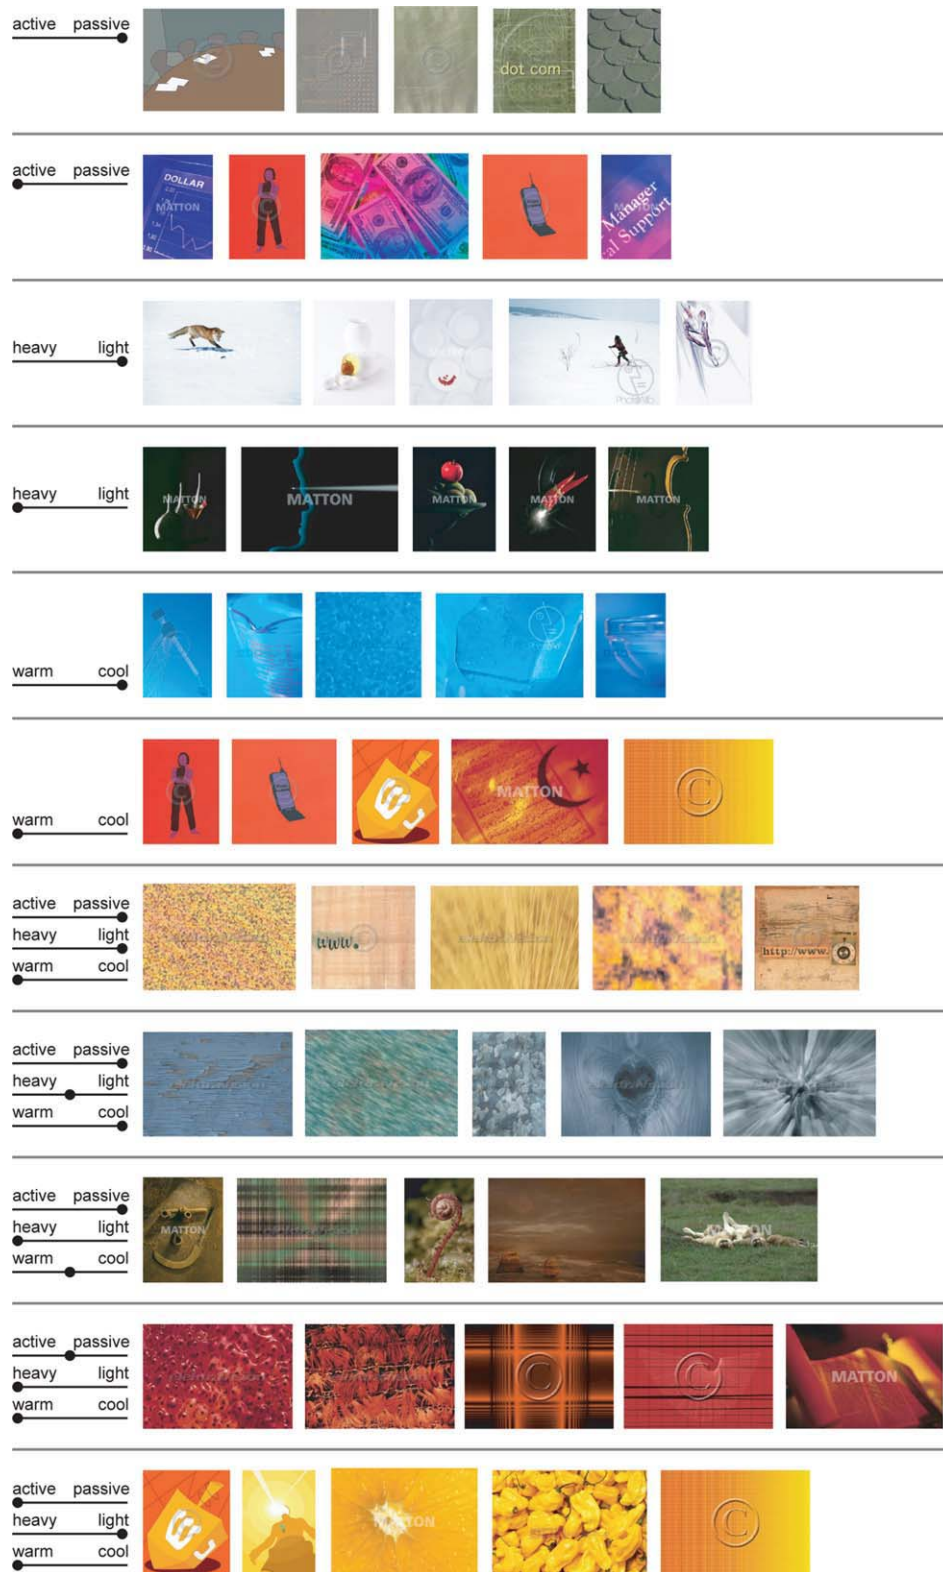 active passive
dot com
active passive
DOLLAR
MATTON
Manager
al Support
heavy light
heavy light
MATTON
MATTON
MATTON
MATTON
MATTON
warm cool
warm cool
MATTON
©
active passive
heavy light
warm cool
www.
http://www.
active passive
heavy light
warm cool
active passive
heavy light
warm cool
MATTON
MATTON
active passive
heavy light
warm cool
©
©
MATTON
active passive
heavy light
warm cool
MATTON
©